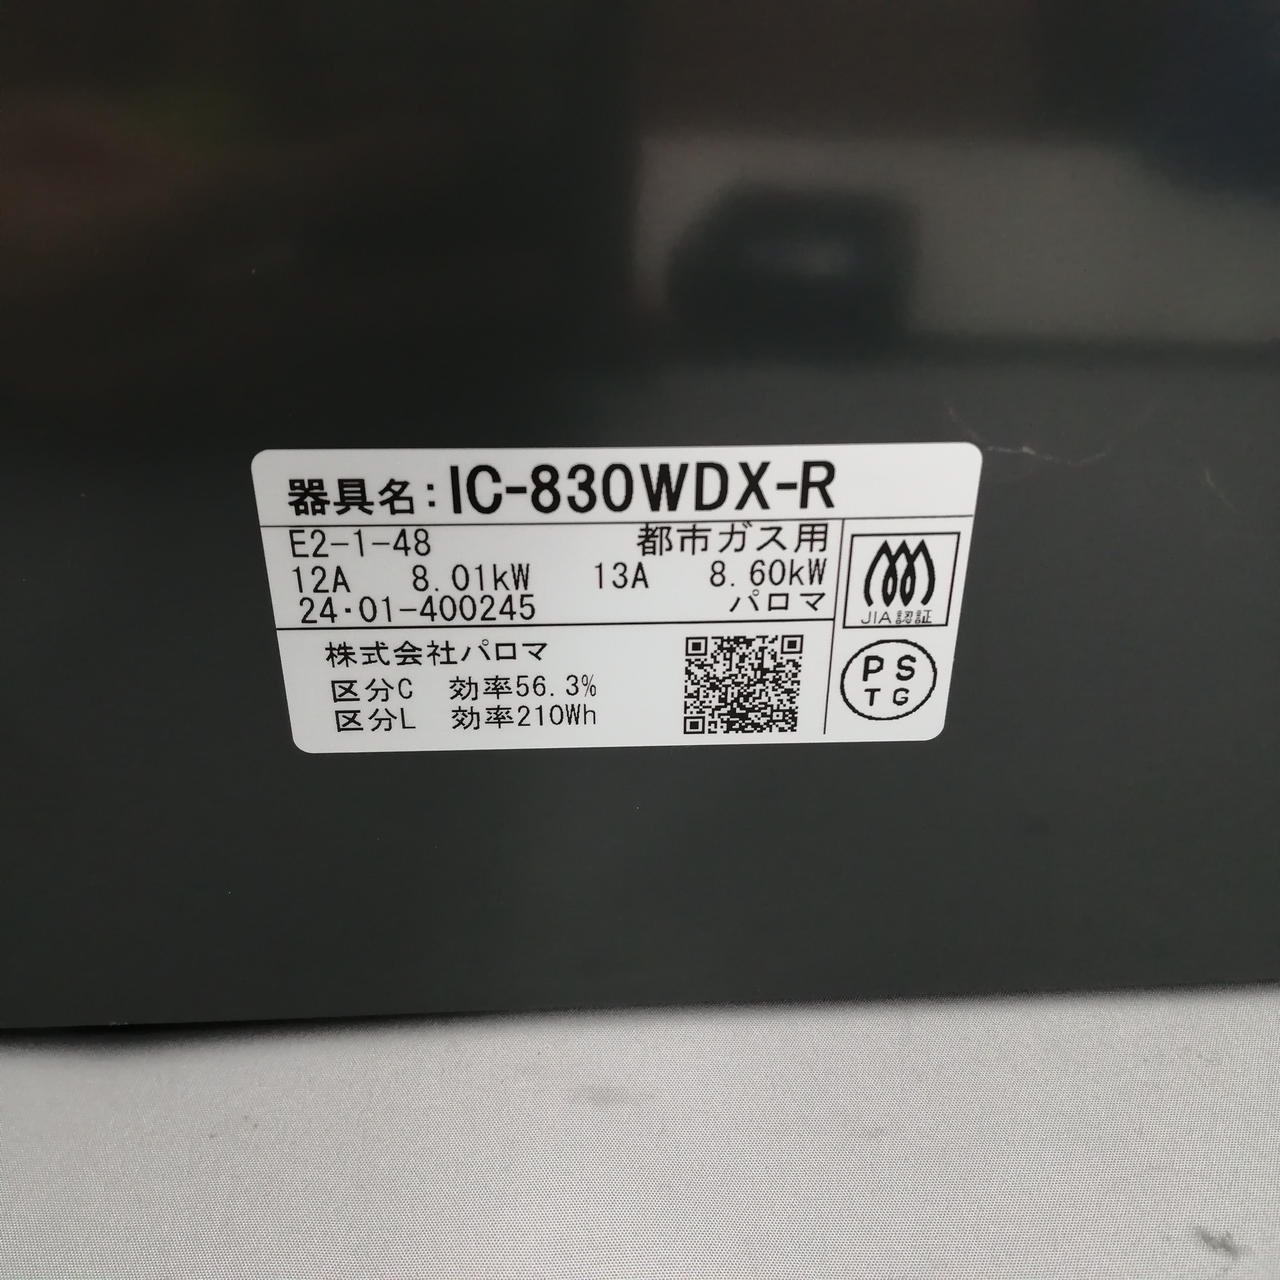 器具名:IC-830WDX-R
E2-1-48 都市ガス用
12A 8.01kW 13A 8.60kW
24・01-400245 パロマ
JIA認証
株式会社パロマ
区分C 効率56.3%
区分L 効率210Wh
PS
TG